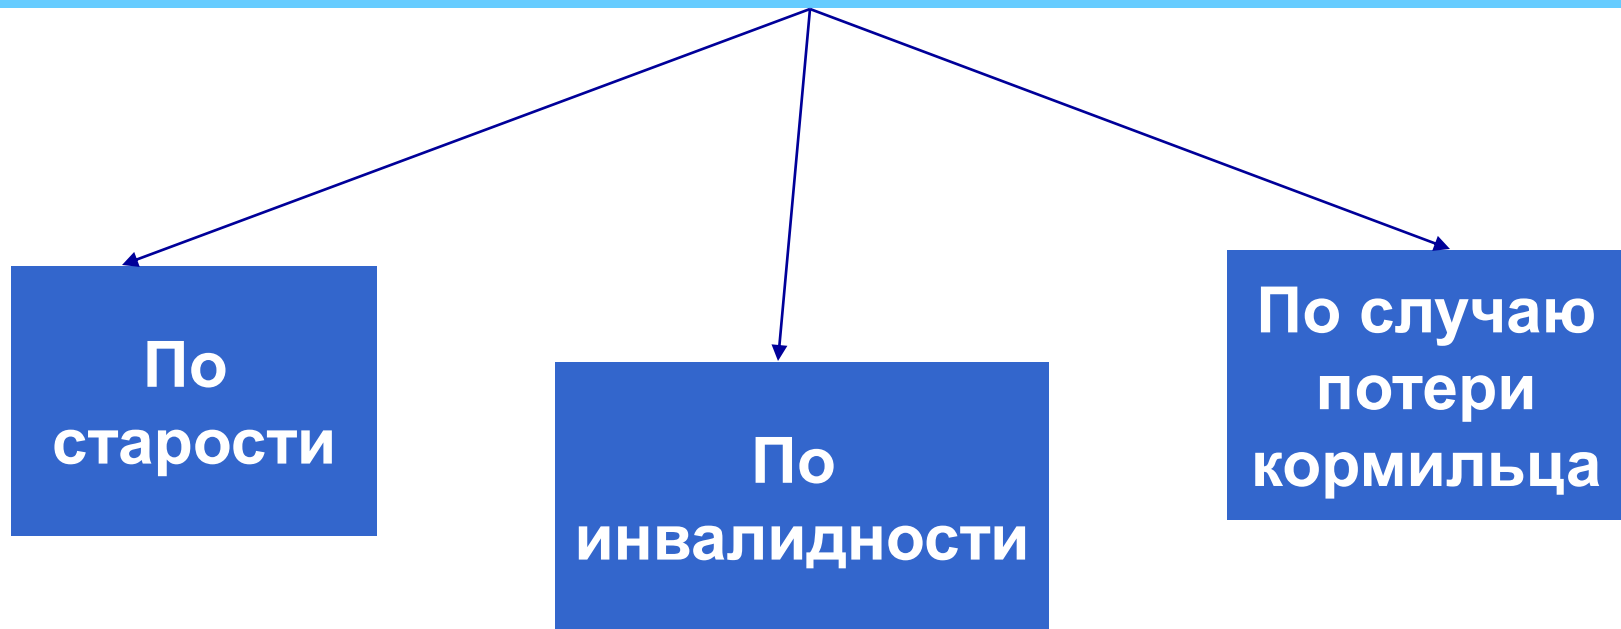 По
старости
По
инвалидности
По случаю
потери
кормильца